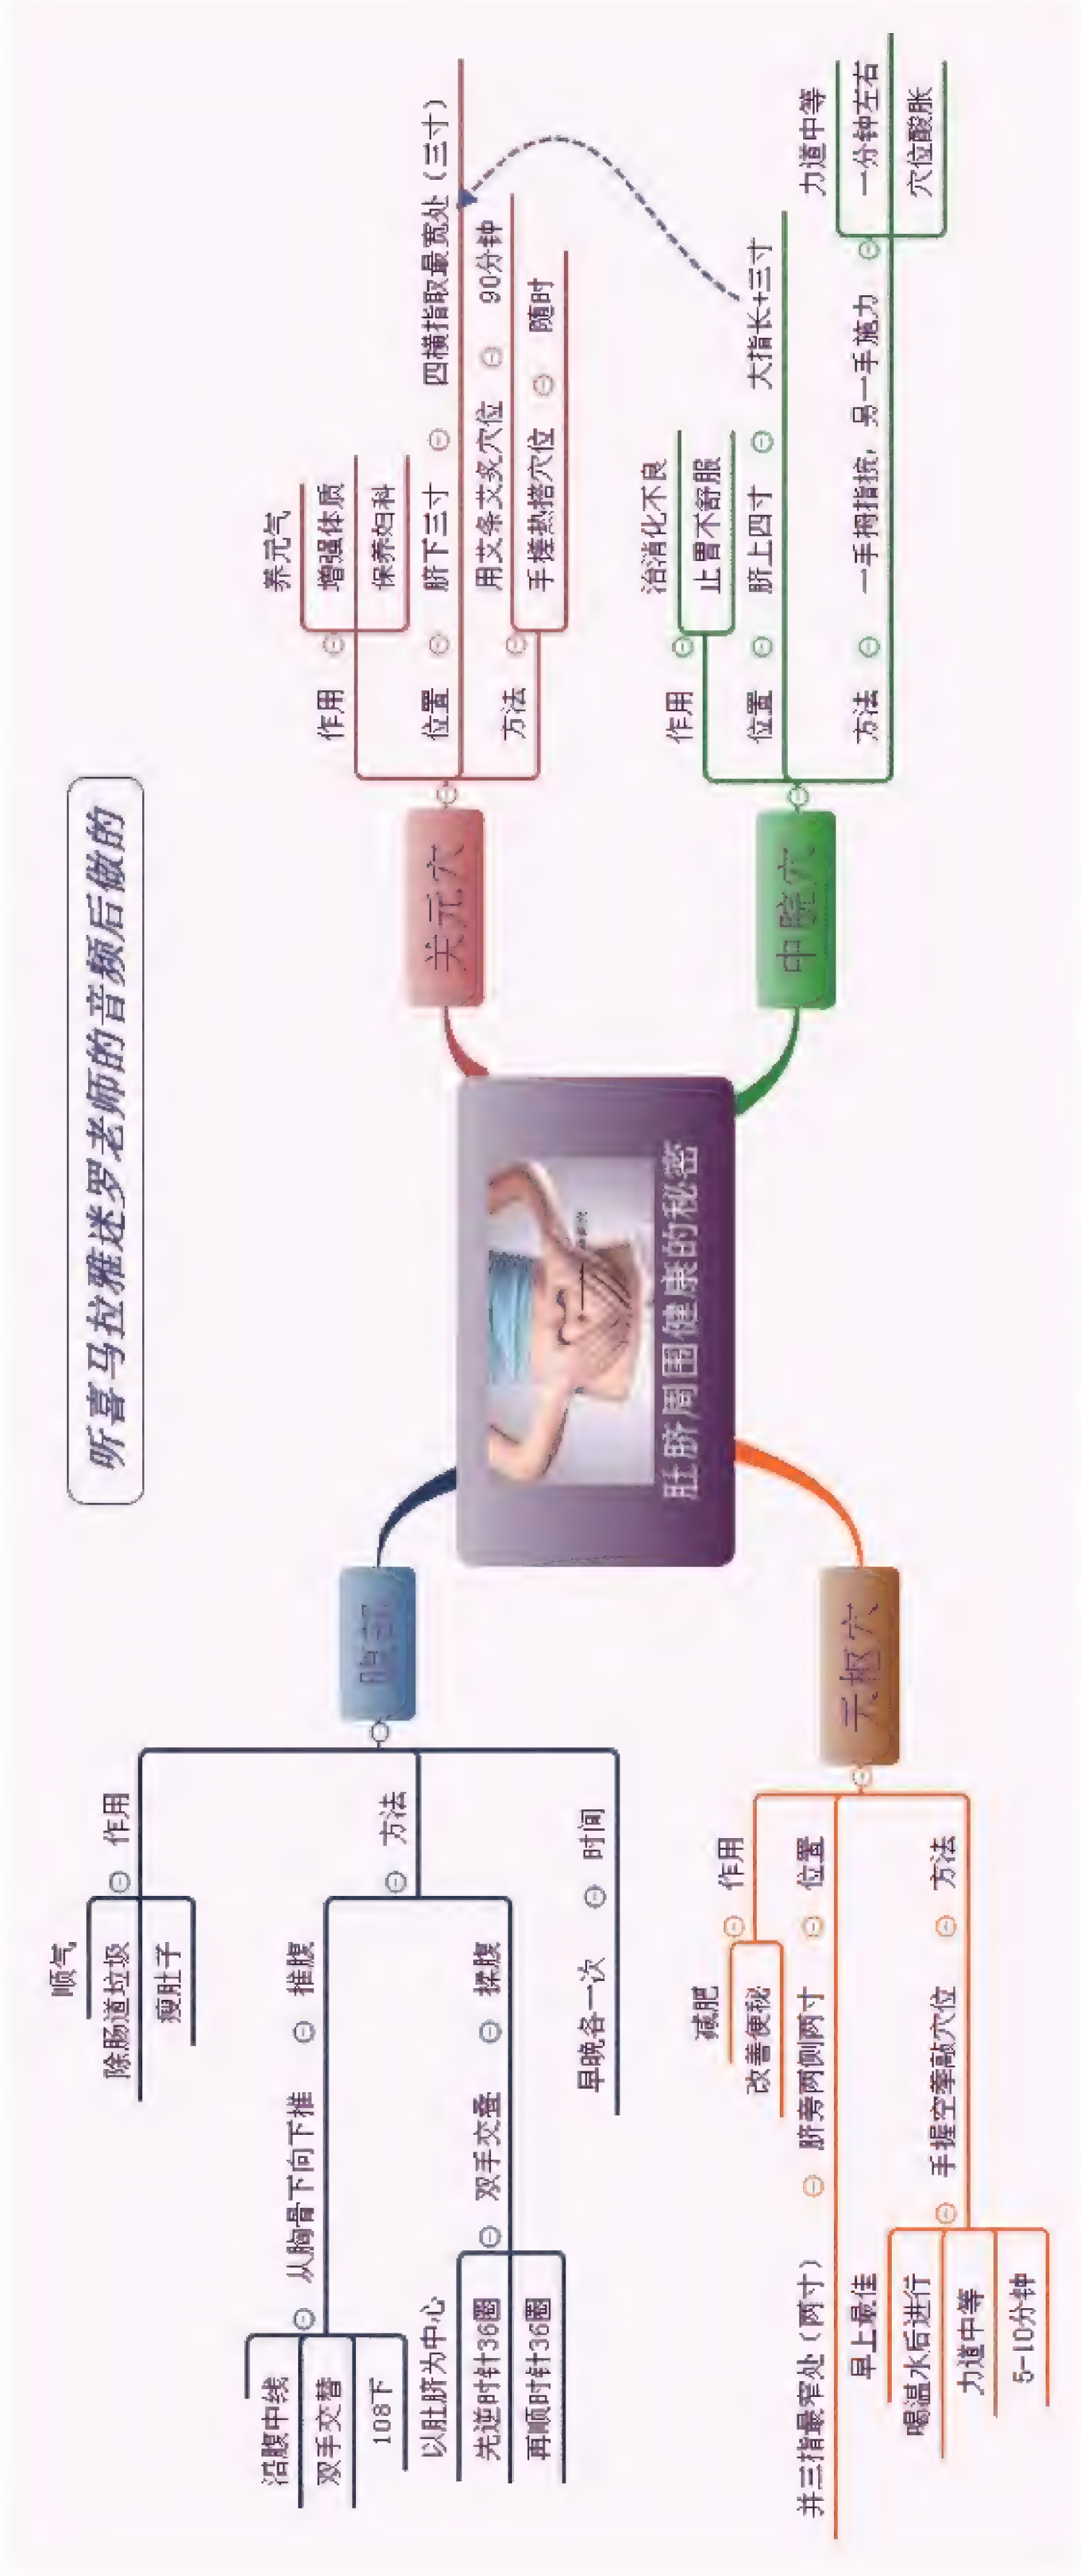 听喜马拉雅迷罗老师的音频后做的
肚脐周围健康的秘密
关元穴
作用
养元气
增强体质
保养妇科
位置
脐下三寸
四横指取最宽处（三寸）
方法
用艾条艾灸穴位
90分钟
手搓热捂穴位
随时
中脘穴
作用
治消化不良
止胃不舒服
位置
脐上四寸
大指长+三寸
方法
一手拇指按，另一手施力
力道中等
一分钟左右
穴位酸胀
腹部
作用
顺气
除肠道垃圾
瘦肚子
方法
推腹
从胸骨下向下推
沿腹中线
双手交替
108下
揉腹
双手交叠
以肚脐为中心
先逆时针36圈
再顺时针36圈
时间
早晚各一次
天枢穴
作用
减肥
改善便秘
位置
脐旁两侧两寸
并三指最窄处（两寸）
方法
手握空拳敲穴位
早上最佳
喝温水后进行
力道中等
5-10分钟